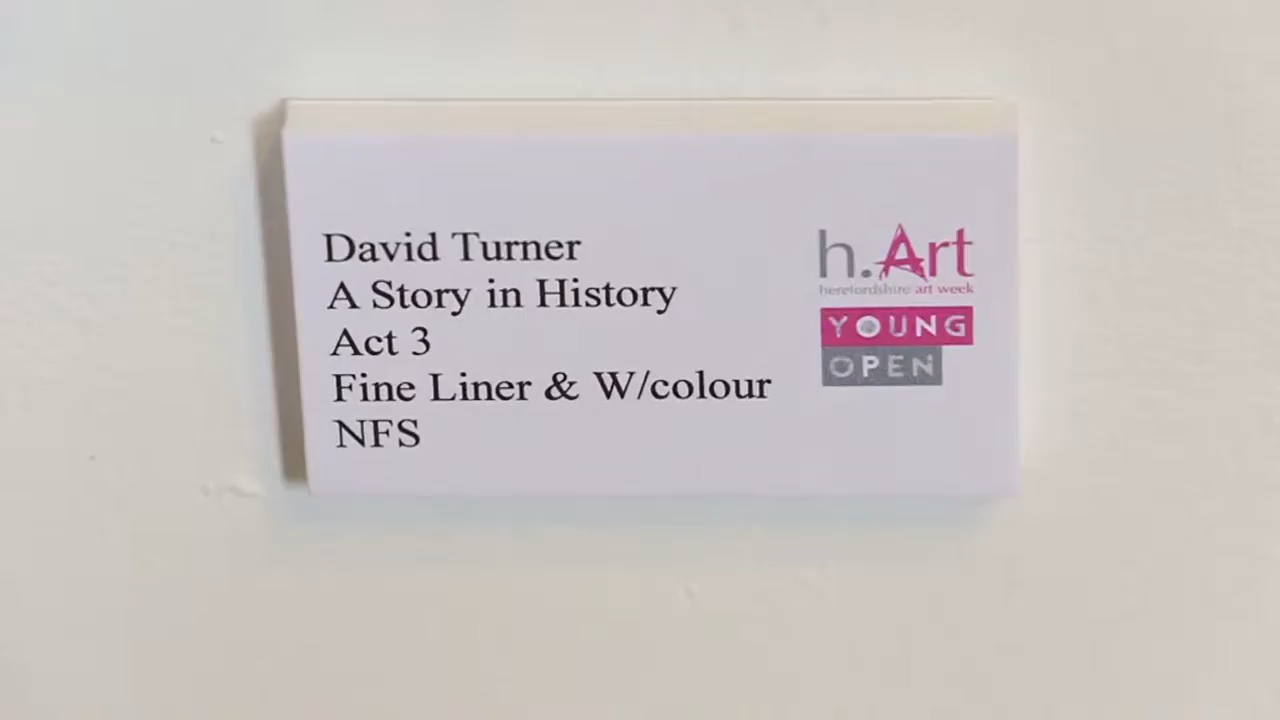 David Turner
A Story in History
Act 3
Fine Liner & W/colour
NFS
h.Art
herefordshire art week
YOUNG
OPEN